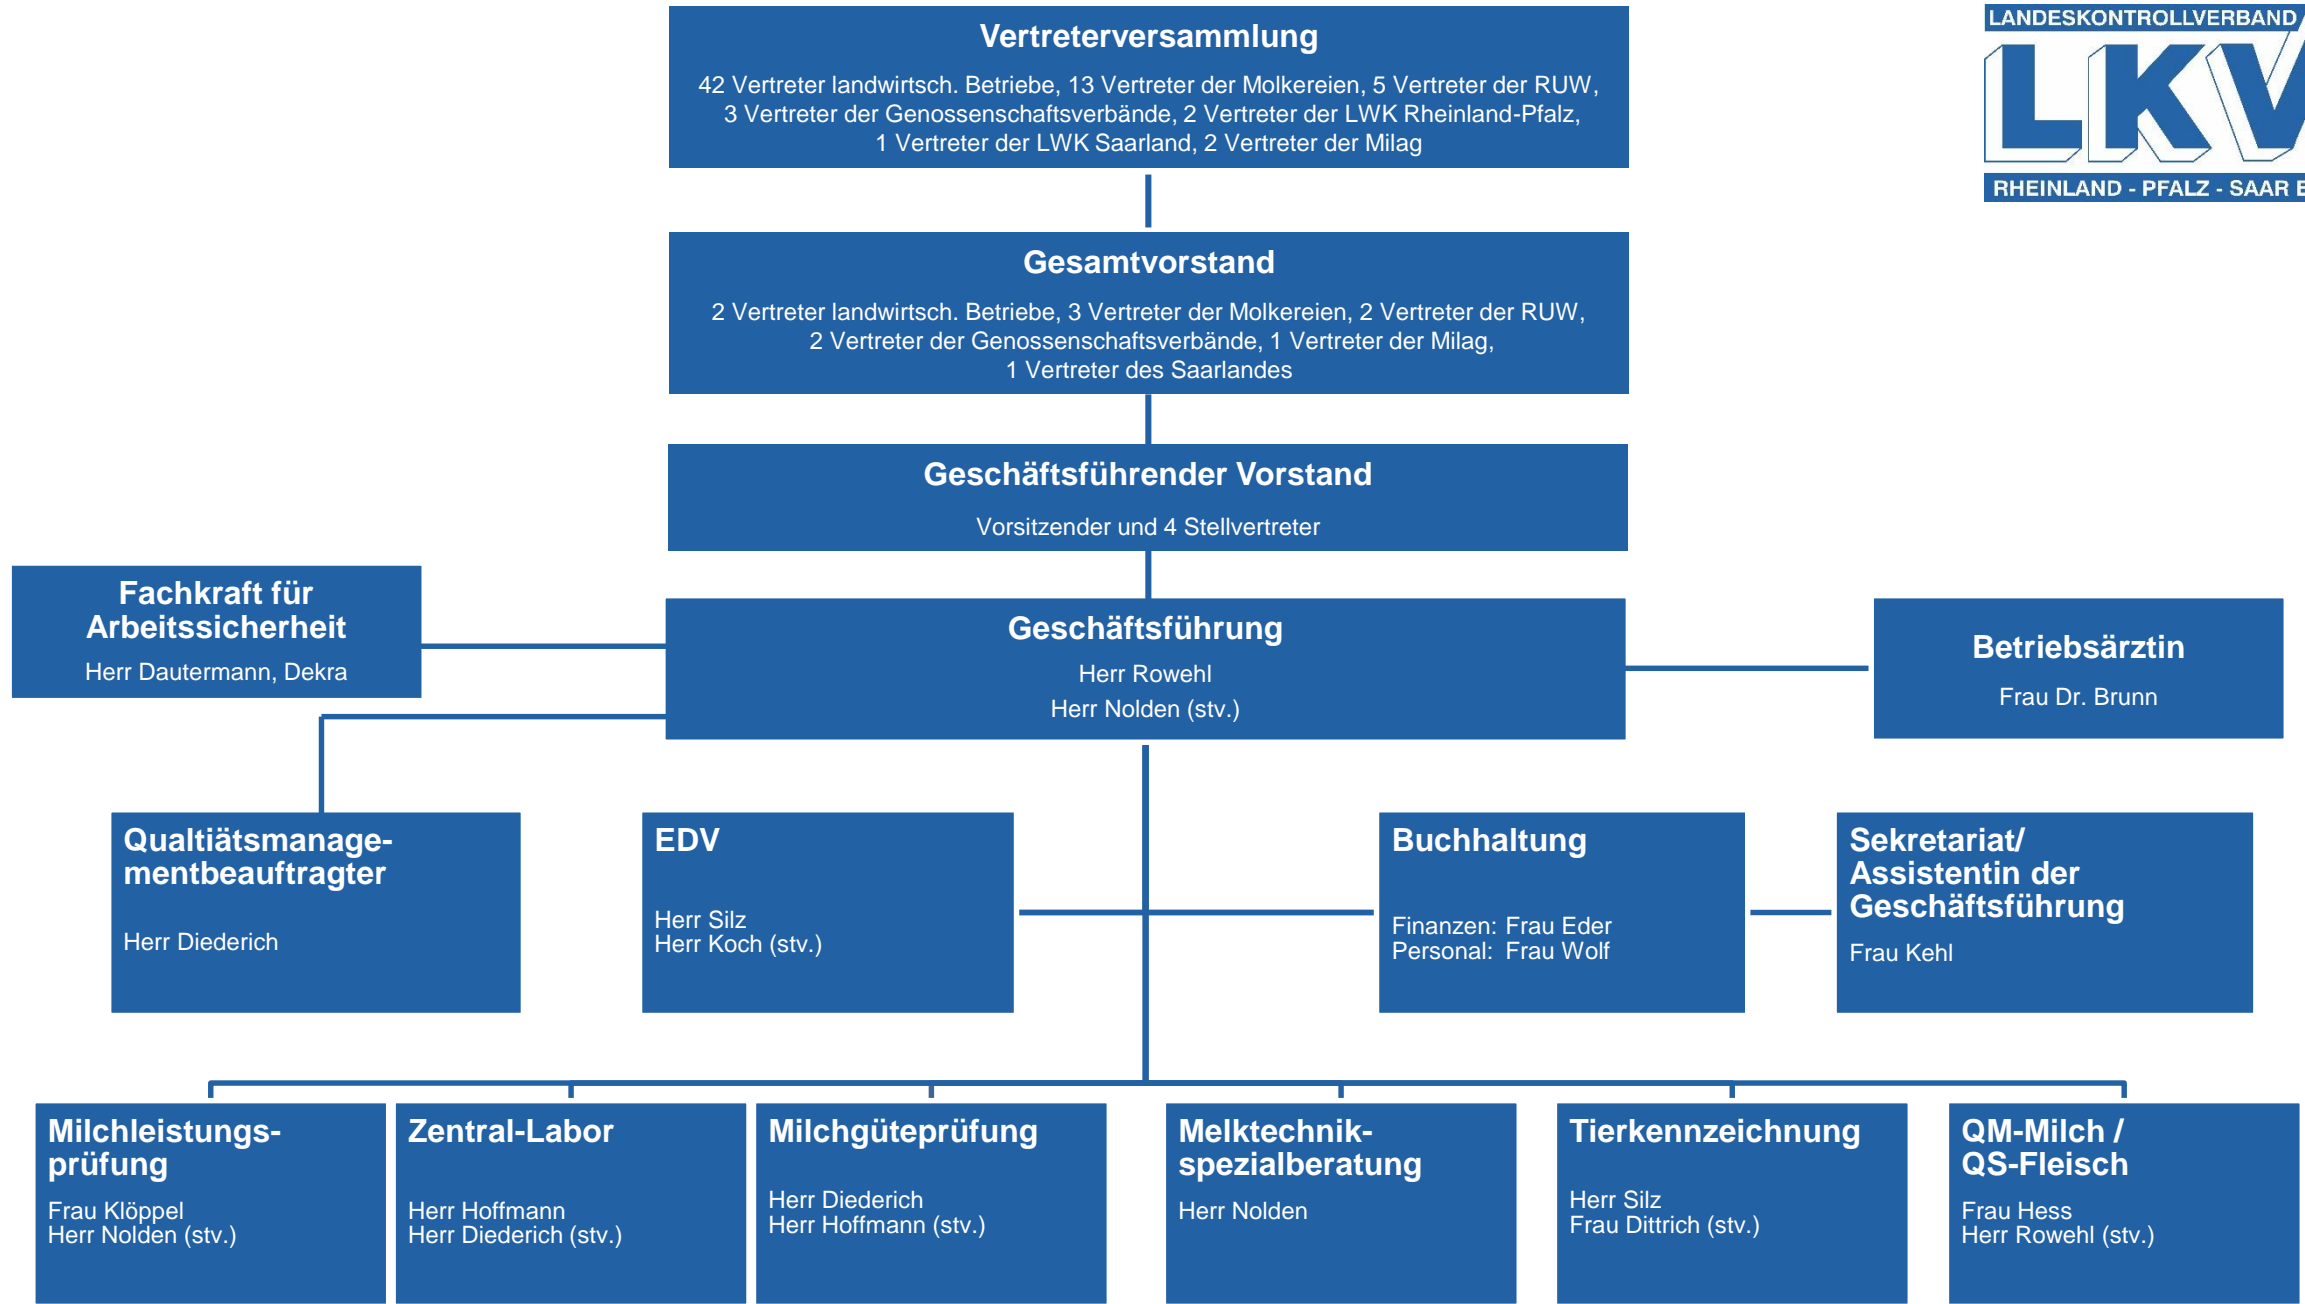 LANDESKONTROLLVERBAND
LKV
RHEINLAND - PFALZ - SAAR E
Vertreterversammlung
42 Vertreter landwirtsch. Betriebe, 13 Vertreter der Molkereien, 5 Vertreter der RUW,
3 Vertreter der Genossenschaftsverbände, 2 Vertreter der LWK Rheinland-Pfalz,
1 Vertreter der LWK Saarland, 2 Vertreter der Milag
Gesamtvorstand
2 Vertreter landwirtsch. Betriebe, 3 Vertreter der Molkereien, 2 Vertreter der RUW,
2 Vertreter der Genossenschaftsverbände, 1 Vertreter der Milag,
1 Vertreter des Saarlandes
Geschäftsführender Vorstand
Vorsitzender und 4 Stellvertreter
Fachkraft für
Arbeitssicherheit
Herr Dautermann, Dekra
Geschäftsführung
Herr Rowehl
Herr Nolden (stv.)
Betriebsärztin
Frau Dr. Brunn
Qualtiätsmanage-
mentbeauftragter
Herr Diederich
EDV
Herr Silz
Herr Koch (stv.)
Buchhaltung
Finanzen: Frau Eder
Personal: Frau Wolf
Sekretariat/
Assistentin der
Geschäftsführung
Frau Kehl
Milchleistungs-
prüfung
Frau Klöppel
Herr Nolden (stv.)
Zentral-Labor
Herr Hoffmann
Herr Diederich (stv.)
Milchgüteprüfung
Herr Diederich
Herr Hoffmann (stv.)
Melktechnik-
spezialberatung
Herr Nolden
Tierkennzeichnung
Herr Silz
Frau Dittrich (stv.)
QM-Milch /
QS-Fleisch
Frau Hess
Herr Rowehl (stv.)